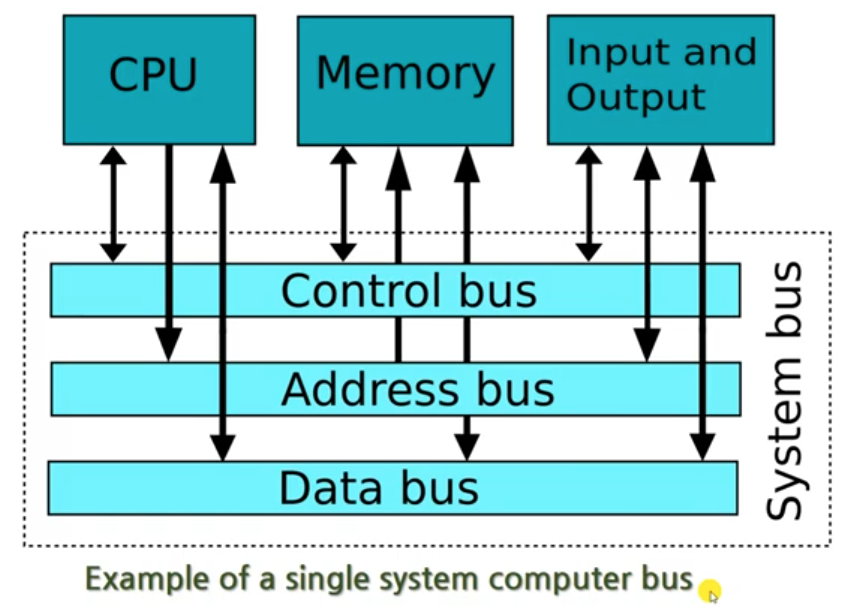 CPU
Memory
Input and
Output
Control bus
Address bus
Data bus
System bus
Example of a single system computer bus